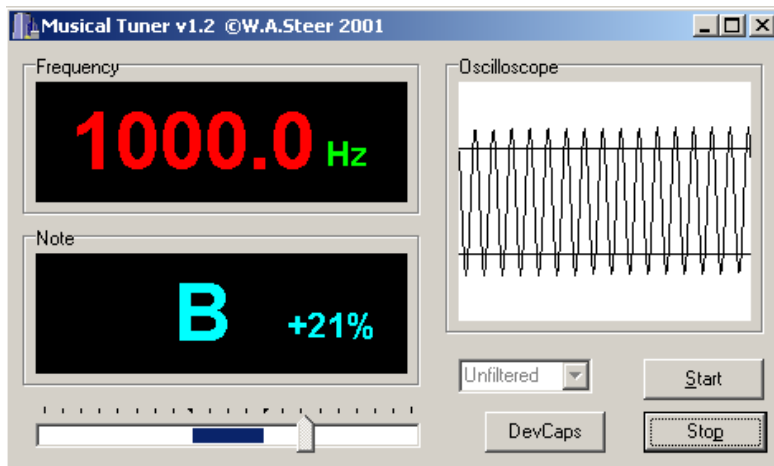 Musical Tuner v1.2 ©W.A.Steer 2001
Frequency
1000.0 Hz
Oscilloscope
Note
B +21%
Unfiltered
Start
DevCaps
Stop